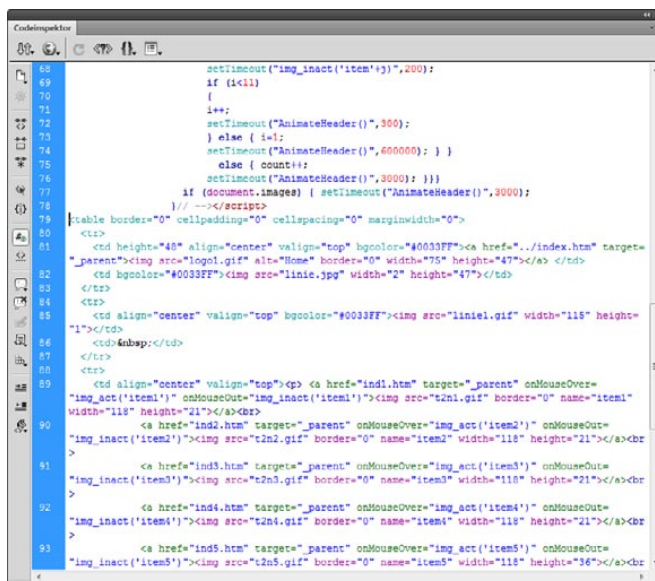 Codeinspektor
68 setTimeout("img_inact('item'+j)",200);
69 if (i<11)
70 {
71 i++;
72 setTimeout("AnimateHeader()",300);
73 } else { i=1;
74 setTimeout("AnimateHeader()",600000); } }
75 else { count++;
76 setTimeout("AnimateHeader()",3000); }}}
77 if (document.images) { setTimeout("AnimateHeader()",3000);
78 }// --></script>
79 <table border="0" cellpadding="0" cellspacing="0" marginwidth="0">
80 <tr>
81 <td height="48" align="center" valign="top" bgcolor="#0033FF"><a href="../index.htm" target=
"_parent"><img src="logo1.gif" alt="Home" border="0" width="75" height="47"></a> </td>
82 <td bgcolor="#0033FF"><img src="linie.jpg" width="2" height="47"></td>
83 </tr>
84 <tr>
85 <td align="center" valign="top" bgcolor="#0033FF"><img src="linie1.gif" width="115" height=
"1"></td>
86 <td>&nbsp;</td>
87 </tr>
88 <tr>
89 <td align="center" valign="top"><p> <a href="ind1.htm" target="_parent" onMouseOver=
"img_act('item1')" onMouseOut="img_inact('item1')"><img src="t2n1.gif" border="0" name="item1"
width="118" height="21"></a><br>
90 <a href="ind2.htm" target="_parent" onMouseOver="img_act('item2')" onMouseOut=
"img_inact('item2')"><img src="t2n2.gif" border="0" name="item2" width="118" height="21"></a><br
>
91 <a href="ind3.htm" target="_parent" onMouseOver="img_act('item3')" onMouseOut=
"img_inact('item3')"><img src="t2n3.gif" border="0" name="item3" width="118" height="21"></a><br
>
92 <a href="ind4.htm" target="_parent" onMouseOver="img_act('item4')" onMouseOut=
"img_inact('item4')"><img src="t2n4.gif" border="0" name="item4" width="118" height="21"></a><br
>
93 <a href="ind5.htm" target="_parent" onMouseOver="img_act('item5')" onMouseOut=
"img_inact('item5')"><img src="t2n5.gif" border="0" name="item5" width="118" height="36"></a><br